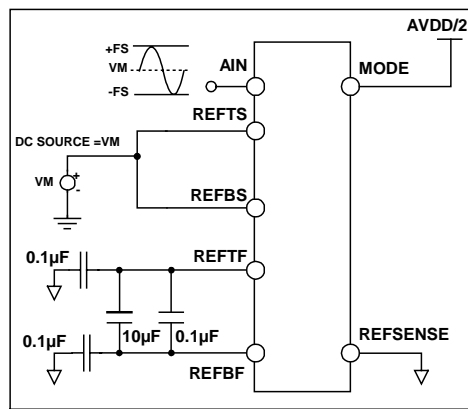 AVDD/2
+FS
VM
-FS
AIN
MODE
REFTS
DC SOURCE =VM
VM
+
-
REFBS
0.1µF
REFTF
10µF
0.1µF
0.1µF
REFBF
REFSENSE